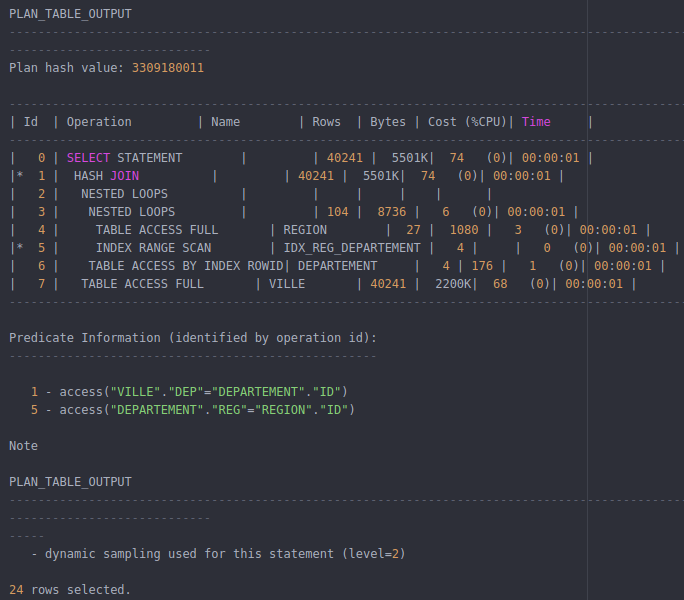 PLAN_TABLE_OUTPUT
--------------------------------------------------------------------------------------------
----------------------------
Plan hash value: 3309180011
--------------------------------------------------------------------------------------------
| Id  | Operation         | Name        | Rows  | Bytes | Cost (%CPU)| Time     |
--------------------------------------------------------------------------------------------
|   0 | SELECT STATEMENT        |         | 40241 |  5501K|  74   (0)| 00:00:01 |
|*  1 |  HASH JOIN          |         | 40241 |  5501K|  74   (0)| 00:00:01 |
|   2 |   NESTED LOOPS          |         |     |     |    |      |
|   3 |    NESTED LOOPS         |         | 104 |  8736 |   6   (0)| 00:00:01 |
|   4 |     TABLE ACCESS FULL       | REGION        |  27 |  1080 |   3   (0)| 00:00:01 |
|*  5 |     INDEX RANGE SCAN        | IDX_REG_DEPARTEMENT |   4 |     |   0   (0)| 00:00:01 |
|   6 |    TABLE ACCESS BY INDEX ROWID| DEPARTEMENT     |   4 | 176 |   1   (0)| 00:00:01 |
|   7 |   TABLE ACCESS FULL       | VILLE       | 40241 |  2200K|  68   (0)| 00:00:01 |
--------------------------------------------------------------------------------------------
Predicate Information (identified by operation id):
---------------------------------------------------
   1 - access("VILLE"."DEP"="DEPARTEMENT"."ID")
   5 - access("DEPARTEMENT"."REG"="REGION"."ID")
Note
PLAN_TABLE_OUTPUT
--------------------------------------------------------------------------------------------
----------------------------
-----
   - dynamic sampling used for this statement (level=2)
24 rows selected.